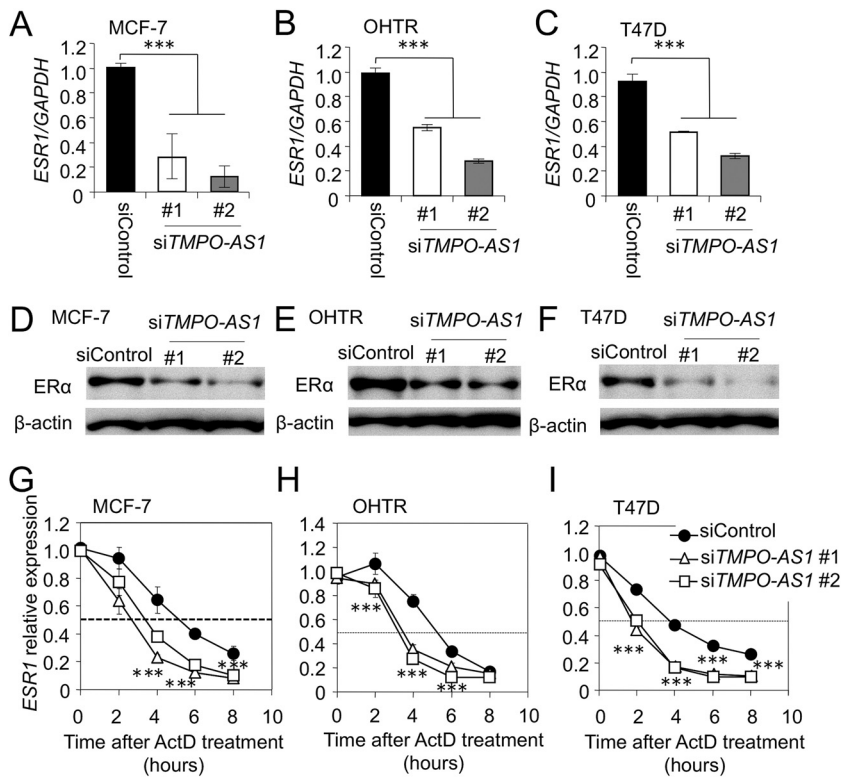 A
MCF-7
***
ESR1/GAPDH
1.2
1.0
0.8
0.6
0.4
0.2
0
siControl
#1
#2
siTMPO-AS1
B
OHTR
***
ESR1/GAPDH
1.2
1.0
0.8
0.6
0.4
0.2
0
siControl
#1
#2
siTMPO-AS1
C
T47D
***
ESR1/GAPDH
1.2
1.0
0.8
0.6
0.4
0.2
0
siControl
#1
#2
siTMPO-AS1
D
MCF-7
siTMPO-AS1
siControl
#1
#2
ERα
β-actin
E
OHTR
siTMPO-AS1
siControl
#1
#2
ERα
β-actin
F
T47D
siTMPO-AS1
siControl
#1
#2
ERα
β-actin
G
MCF-7
ESR1 relative expression
1.2
1.0
0.8
0.6
0.4
0.2
0
***
***
***
0 2 4 6 8 10
Time after ActD treatment
(hours)
H
OHTR
1.4
1.2
1.0
0.8
0.6
0.4
0.2
0
***
***
***
0 2 4 6 8 10
Time after ActD treatment
(hours)
I
T47D
1.2
1.0
0.8
0.6
0.4
0.2
0
siControl
siTMPO-AS1 #1
siTMPO-AS1 #2
***
***
***
***
0 2 4 6 8 10
Time after ActD treatment
(hours)